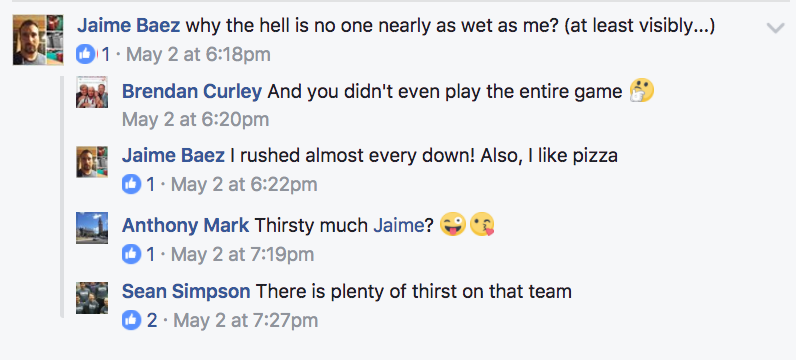 Jaime Baez why the hell is no one nearly as wet as me? (at least visibly...)
1 · May 2 at 6:18pm
Brendan Curley And you didn't even play the entire game 🤔
May 2 at 6:20pm
Jaime Baez I rushed almost every down! Also, I like pizza
1 · May 2 at 6:22pm
Anthony Mark Thirsty much Jaime? 😜😘
1 · May 2 at 7:19pm
Sean Simpson There is plenty of thirst on that team
2 · May 2 at 7:27pm